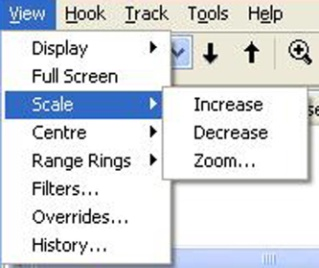 View Hook Track Tools Help
Display
Full Screen
Scale
Increase
Centre
Decrease
Range Rings
Zoom...
Filters...
Overrides...
History...